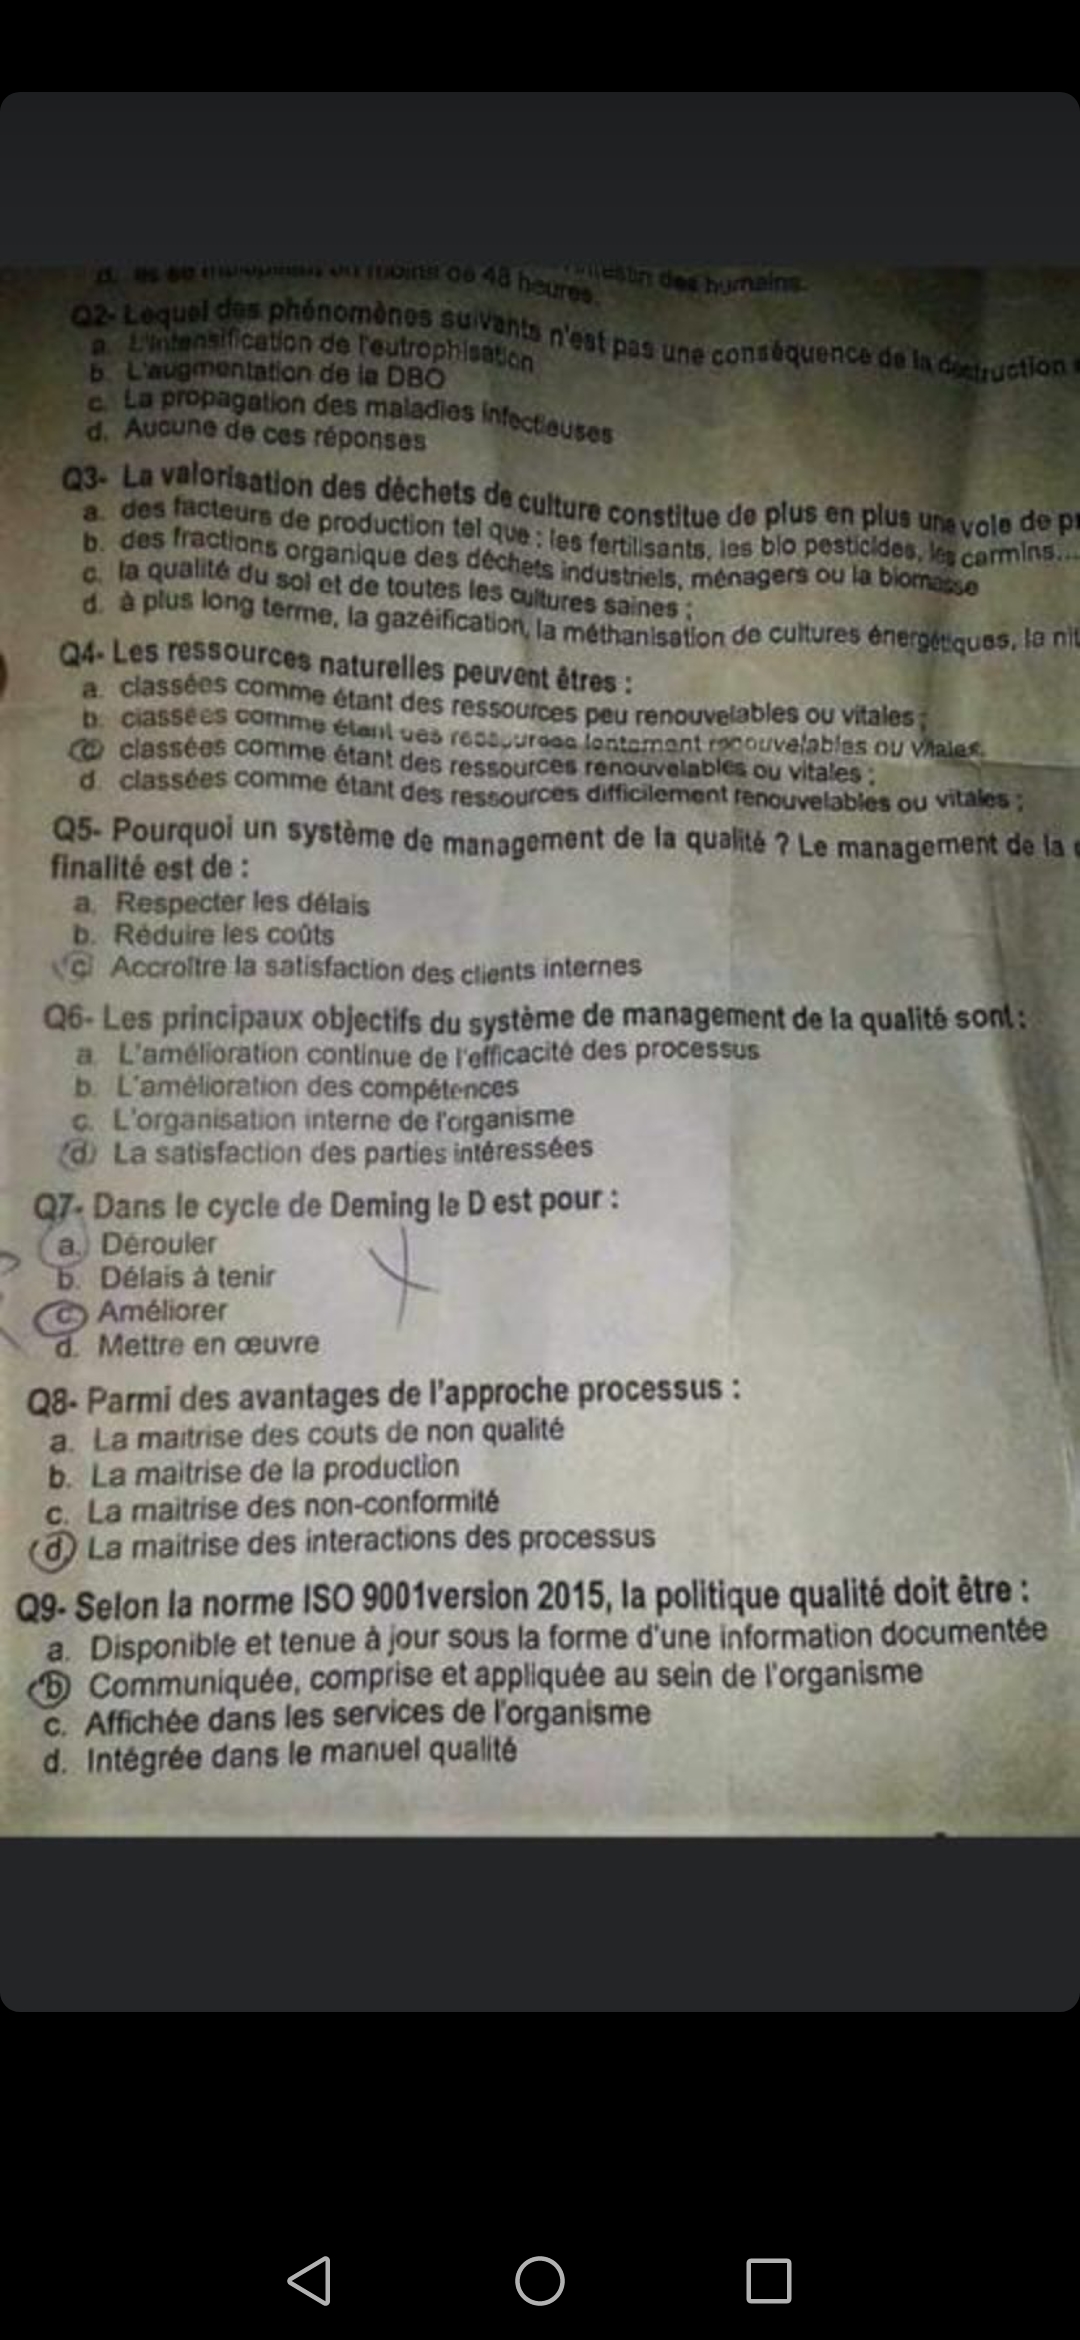 moins de 48 heures.
des humains.
Q2- Lequel des phénomènes suivants n'est pas une conséquence de la destruction
a. L'intensification de l'eutrophisation
b. L'augmentation de la DBO
c. La propagation des maladies infectieuses
d. Aucune de ces réponses
Q3- La valorisation des déchets de culture constitue de plus en plus une voie de
a. des facteurs de production tel que : les fertilisants, les bio pesticides, les carmins...
b. des fractions organique des déchets industriels, ménagers ou la biomasse
c. la qualité du sol et de toutes les cultures saines ;
d. à plus long terme, la gazéification, la méthanisation de cultures énergétiques, la
Q4- Les ressources naturelles peuvent êtres :
a. classées comme étant des ressources peu renouvelables ou vitales ;
b. classées comme étant des ressources lentement renouvelables ou vitales.
c classées comme étant des ressources renouvelables ou vitales ;
d. classées comme étant des ressources difficilement renouvelables ou vitales ;
Q5- Pourquoi un système de management de la qualité ? Le management de la
finalité est de :
a. Respecter les délais
b. Réduire les coûts
c Accroître la satisfaction des clients internes
Q6- Les principaux objectifs du système de management de la qualité sont :
a. L'amélioration continue de l'efficacité des processus
b. L'amélioration des compétences
c. L'organisation interne de l'organisme
d La satisfaction des parties intéressées
Q7- Dans le cycle de Deming le D est pour :
a. Dérouler
b. Délais à tenir
c. Améliorer
d. Mettre en œuvre
Q8- Parmi des avantages de l'approche processus :
a. La maitrise des couts de non qualité
b. La maitrise de la production
c. La maitrise des non-conformité
d. La maitrise des interactions des processus
Q9- Selon la norme ISO 9001version 2015, la politique qualité doit être :
a. Disponible et tenue à jour sous la forme d'une information documentée
b Communiquée, comprise et appliquée au sein de l'organisme
c. Affichée dans les services de l'organisme
d. Intégrée dans le manuel qualité